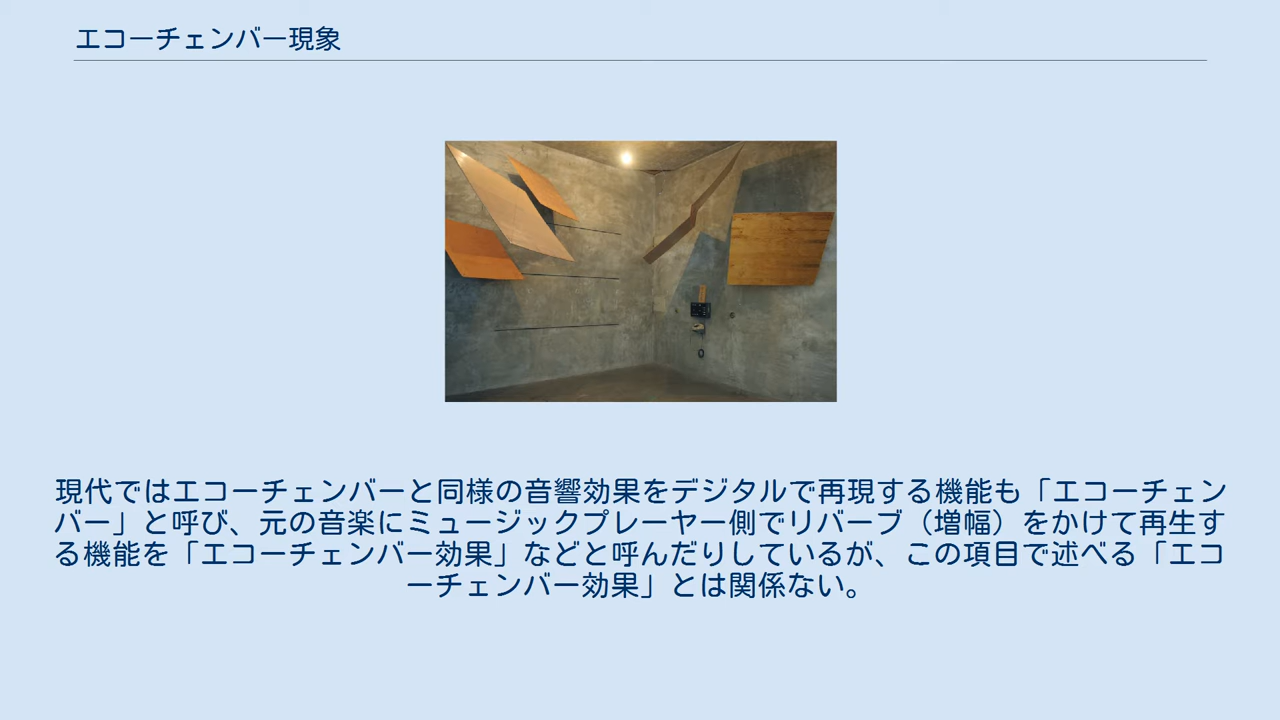 エコーチェンバー現象
現代ではエコーチェンバーと同様の音響効果をデジタルで再現する機能も「エコーチェン
バー」と呼び、元の音楽にミュージックプレーヤー側でリバーブ（増幅）をかけて再生す
る機能を「エコーチェンバー効果」などと呼んだりしているが、この項目で述べる「エコ
ーチェンバー効果」とは関係ない。